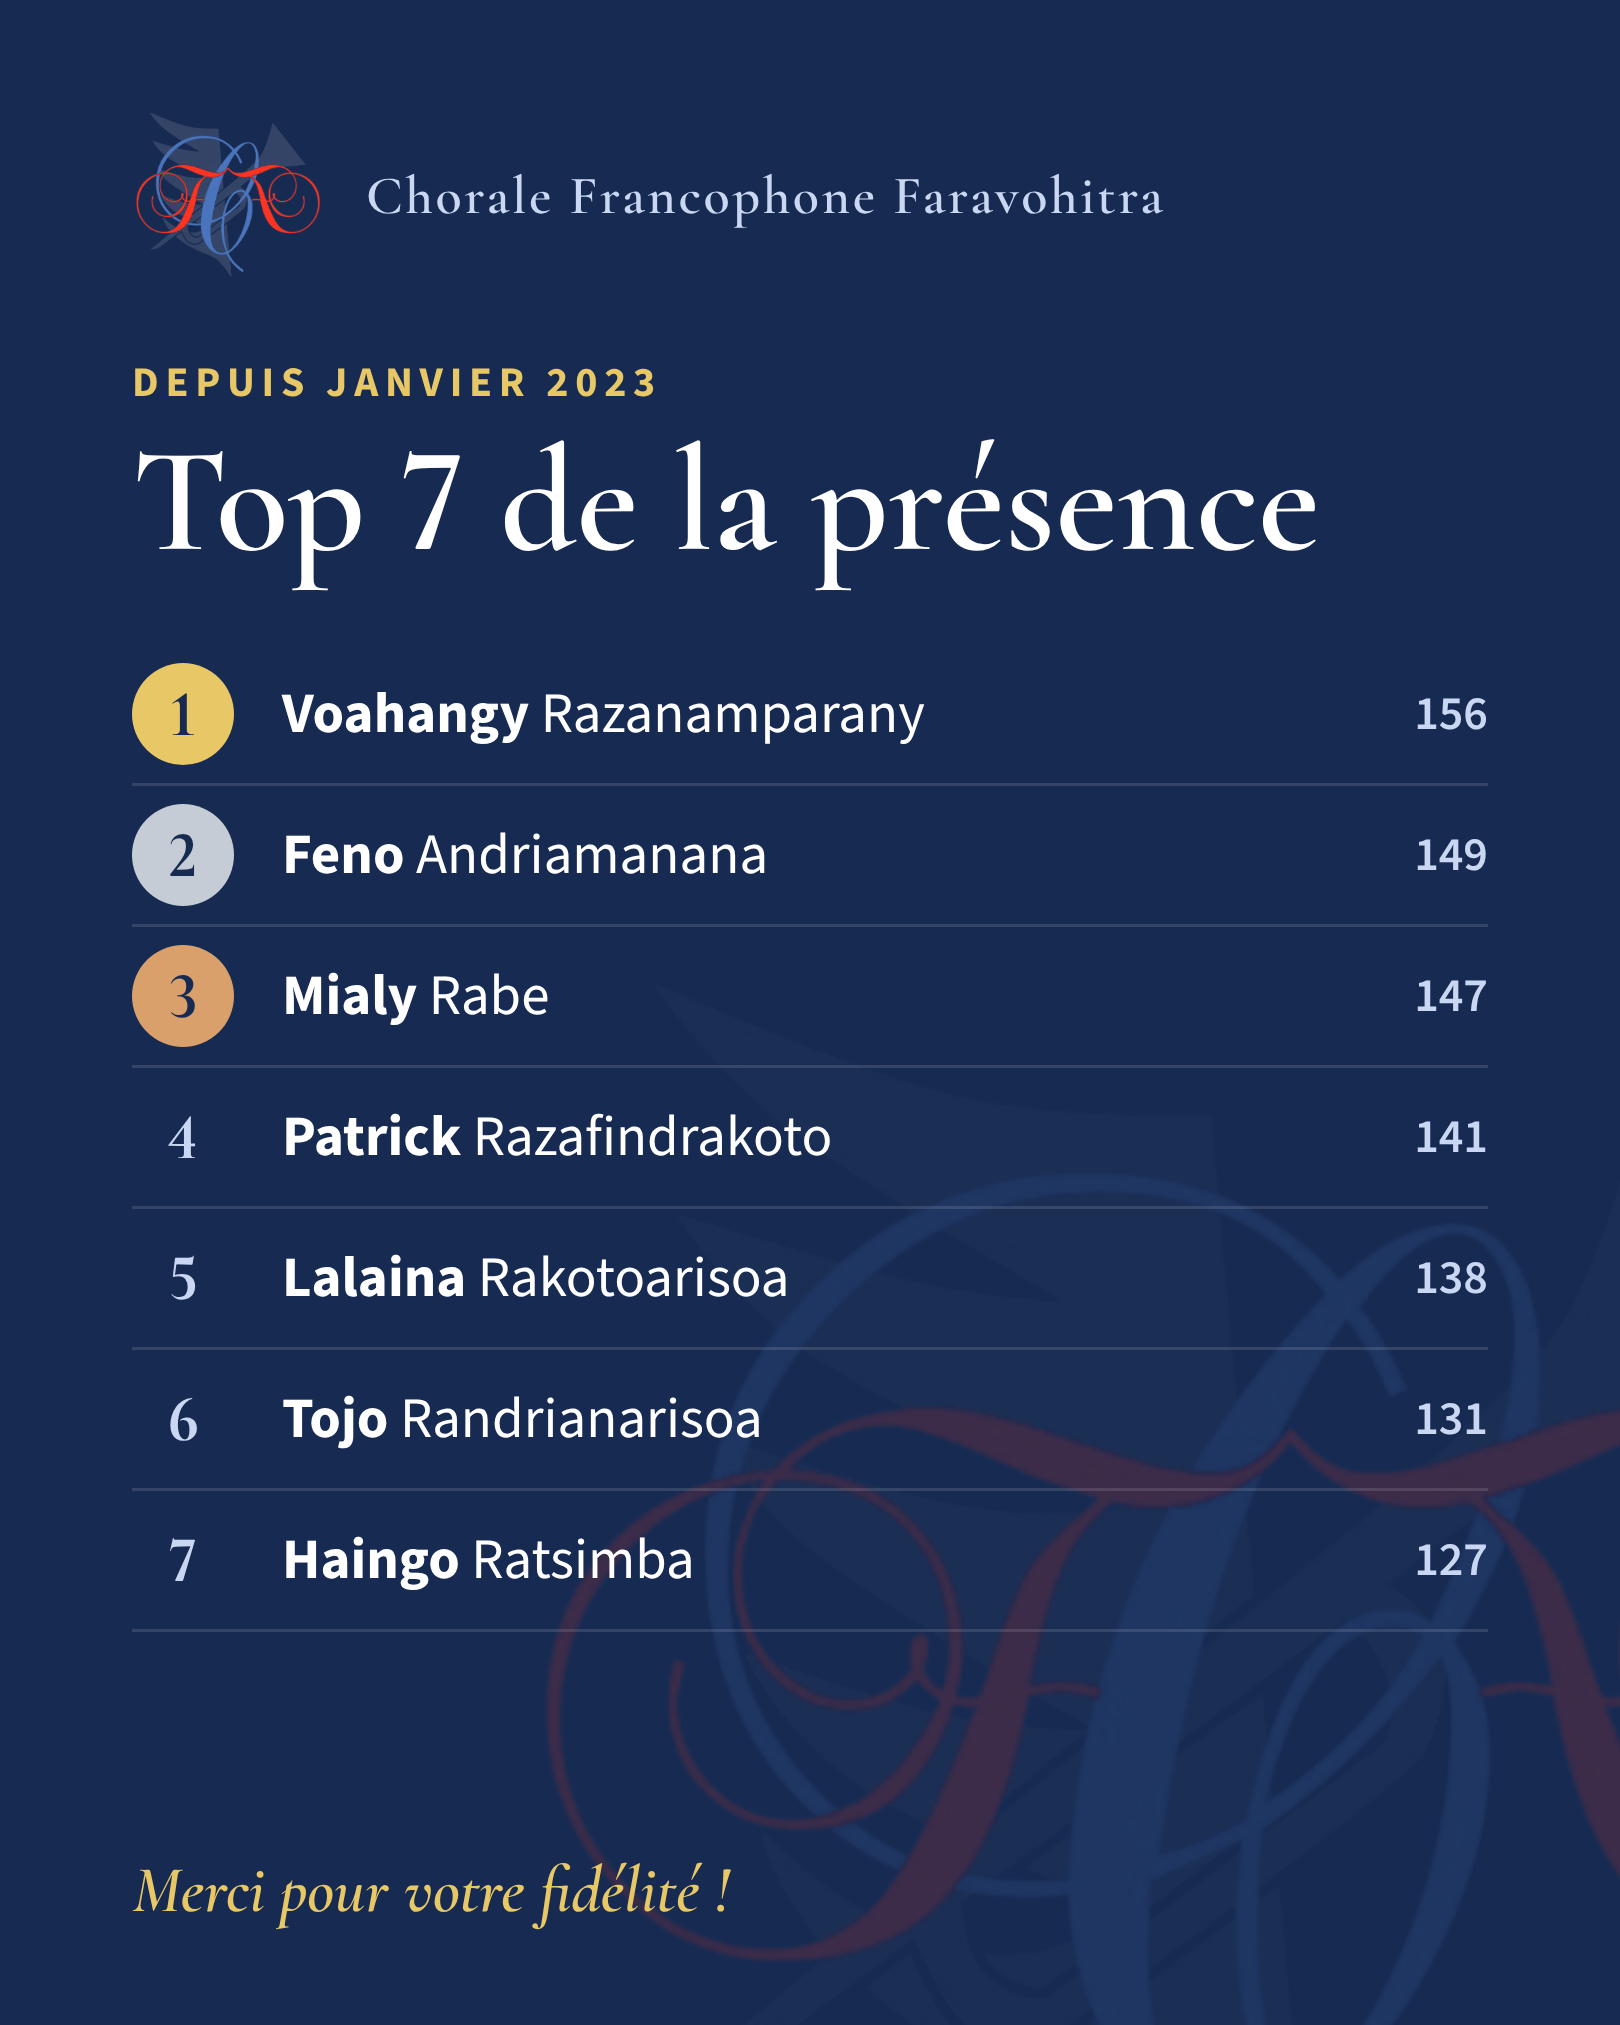 Chorale Francophone Faravohitra
DEPUIS JANVIER 2023
Top 7 de la présence
1 Voahangy Razanamparany 156
2 Feno Andriamanana 149
3 Mialy Rabe 147
4 Patrick Razafindrakoto 141
5 Lalaina Rakotoarisoa 138
6 Tojo Randrianarisoa 131
7 Haingo Ratsimba 127
Merci pour votre fidélité !